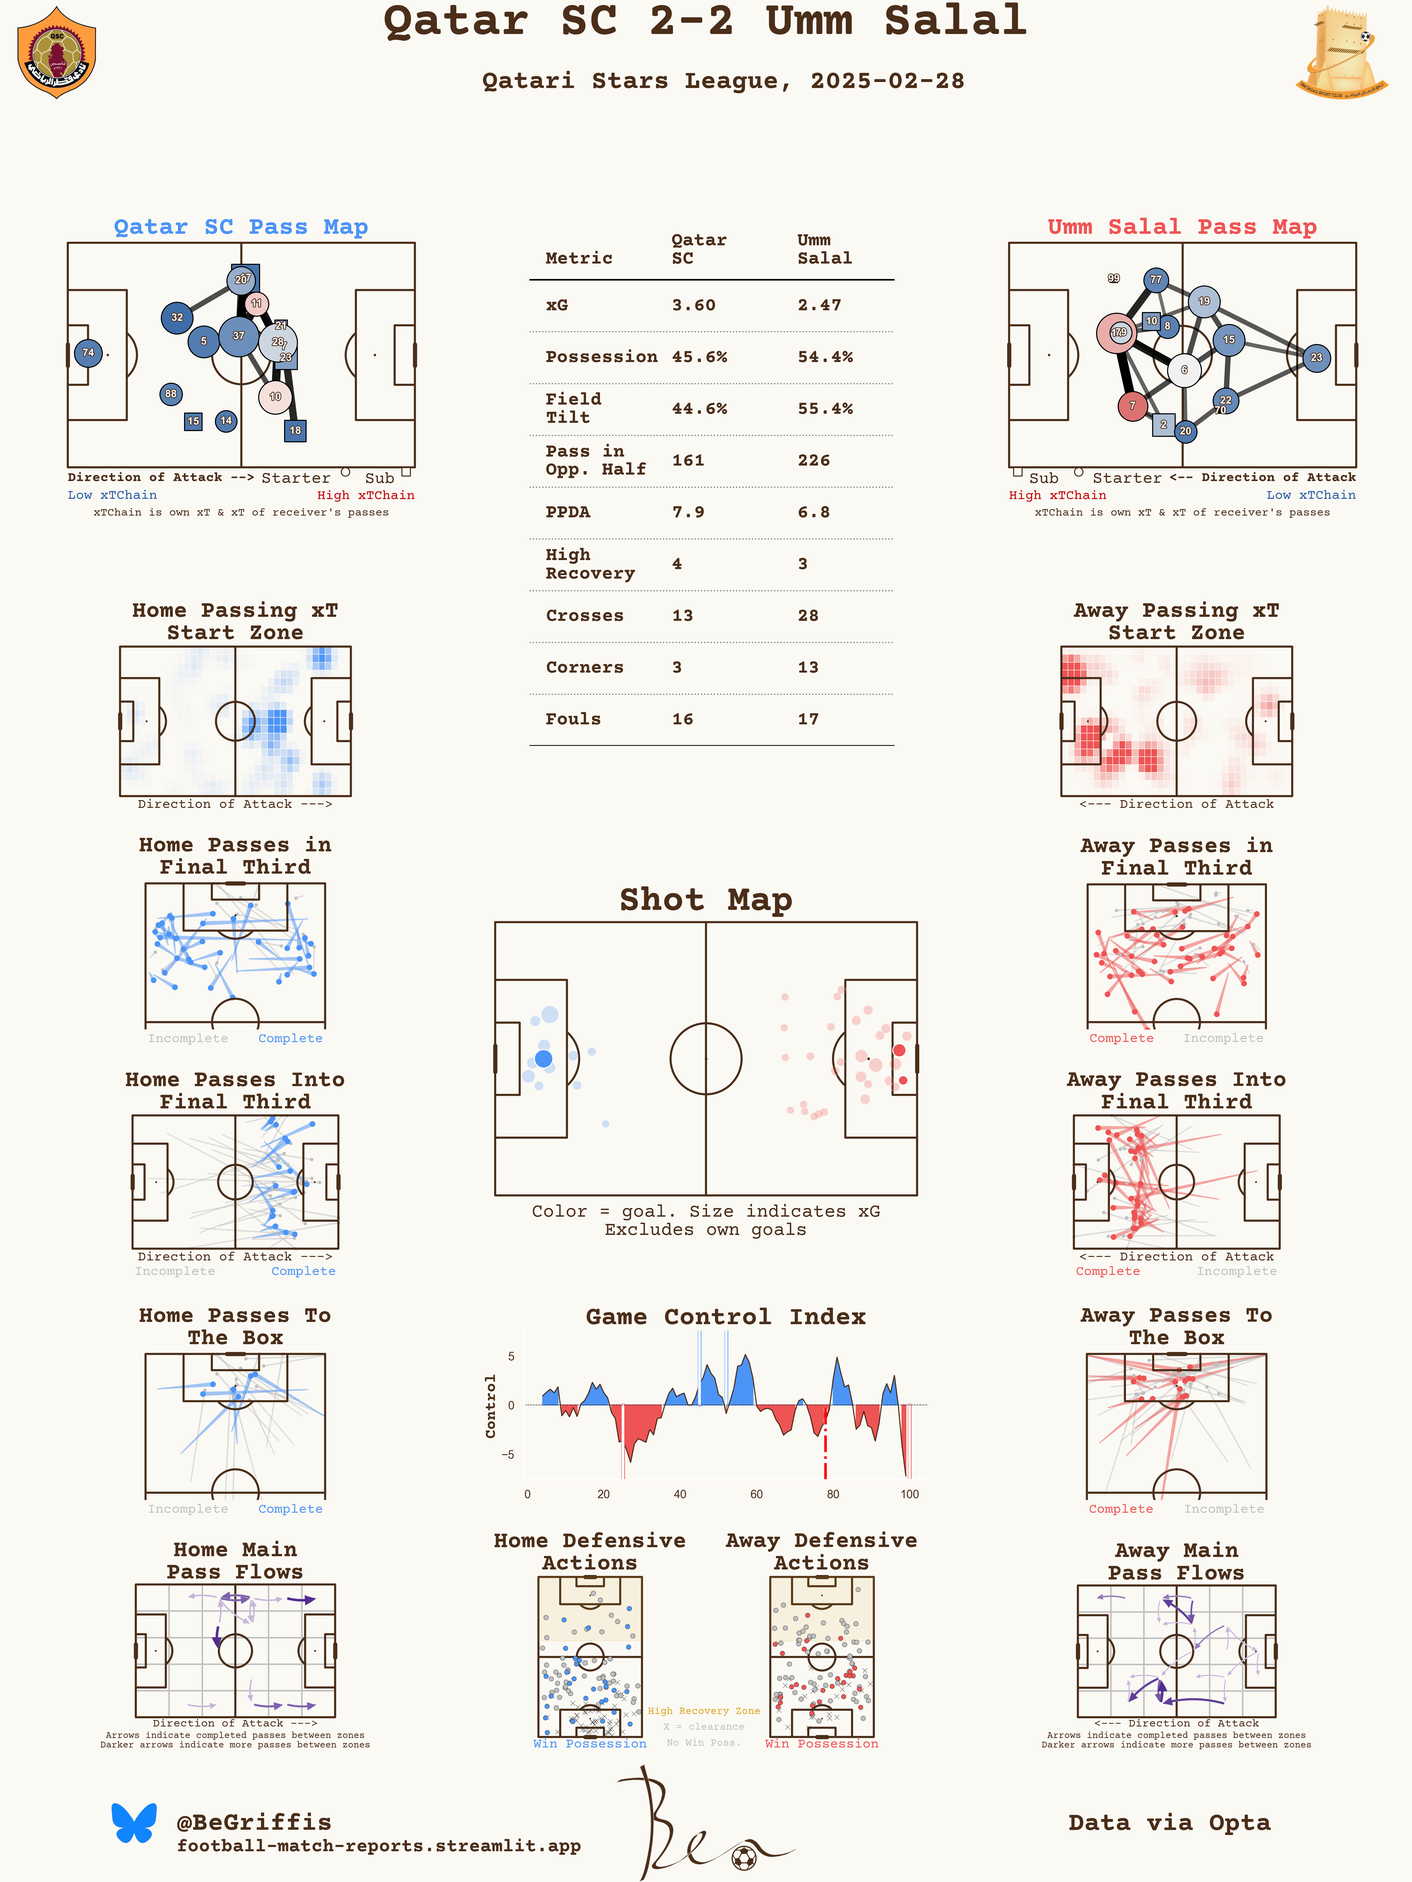 Qatar SC 2-2 Umm Salal
Qatari Stars League, 2025-02-28
QSC
Qatar SC Pass Map
20
11
32
37
21
5
28
7
23
74
88
10
15
14
18
Direction of Attack --> Starter Sub
Low xTChain High xTChain
xTChain is own xT & xT of receiver's passes
Metric Qatar SC Umm Salal
xG 3.60 2.47
Possession 45.6% 54.4%
Field Tilt 44.6% 55.4%
Pass in Opp. Half 161 226
PPDA 7.9 6.8
High Recovery 4 3
Crosses 13 28
Corners 3 13
Fouls 16 17
Umm Salal Pass Map
99
77
19
10
8
15
23
6
7
22
70
2
20
Sub Starter <-- Direction of Attack
High xTChain Low xTChain
xTChain is own xT & xT of receiver's passes
Home Passing xT
Start Zone
Direction of Attack --->
Away Passing xT
Start Zone
<--- Direction of Attack
Home Passes in
Final Third
Incomplete Complete
Away Passes in
Final Third
Complete Incomplete
Shot Map
Color = goal. Size indicates xG
Excludes own goals
Home Passes Into
Final Third
Direction of Attack --->
Incomplete Complete
Away Passes Into
Final Third
<--- Direction of Attack
Complete Incomplete
Home Passes To
The Box
Incomplete Complete
Game Control Index
Control
5
0
−5
0 20 40 60 80 100
Away Passes To
The Box
Complete Incomplete
Home Main
Pass Flows
Direction of Attack --->
Arrows indicate completed passes between zones
Darker arrows indicate more passes between zones
Home Defensive
Actions
Win Possession
Away Defensive
Actions
Win Possession
High Recovery Zone
X = clearance
No Win Poss.
Away Main
Pass Flows
<--- Direction of Attack
Arrows indicate completed passes between zones
Darker arrows indicate more passes between zones
@BeGriffis
football-match-reports.streamlit.app
Ben
Data via Opta